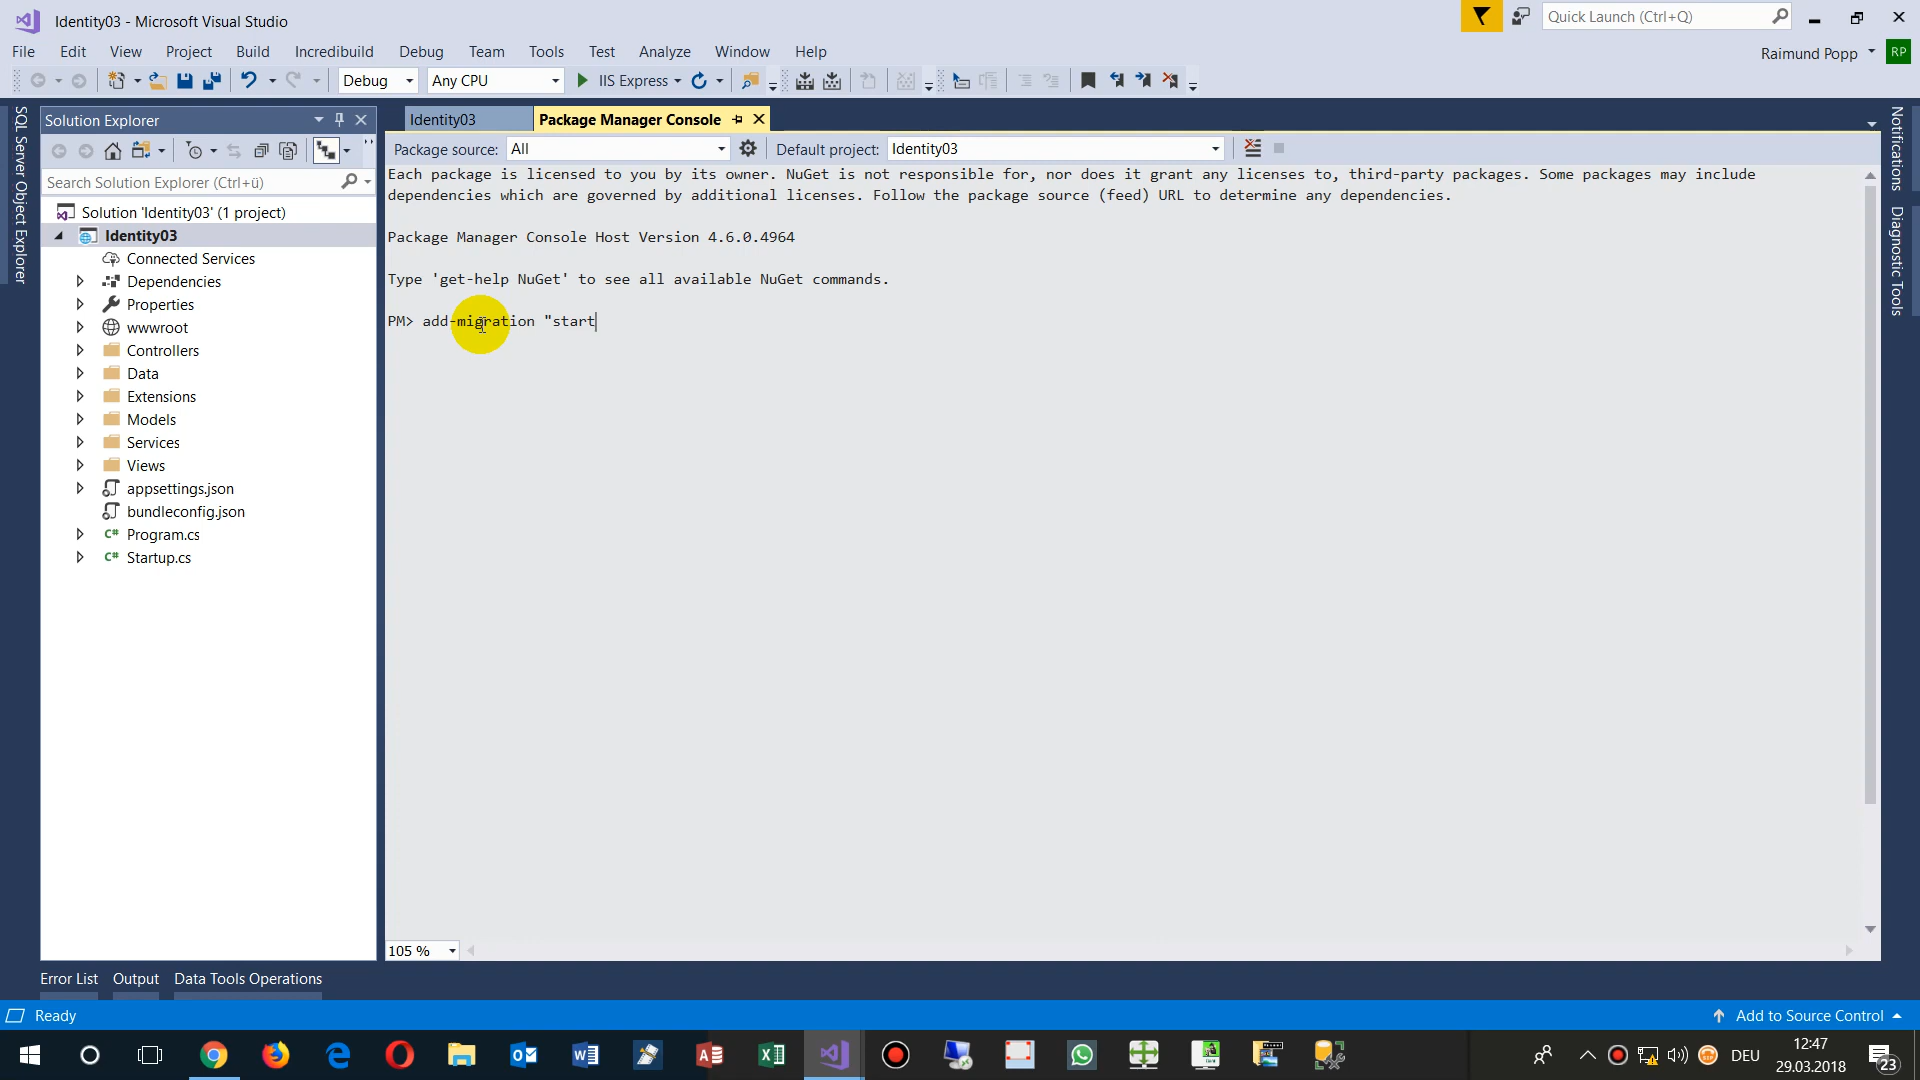 Identity03 - Microsoft Visual Studio
Quick Launch (Ctrl+Q)
File Edit View Project Build Incredibuild Debug Team Tools Test Analyze Window Help
Raimund Popp
RP
Debug
Any CPU
IIS Express
SQL Server Object Explorer
Solution Explorer
Search Solution Explorer (Ctrl+ü)
Solution 'Identity03' (1 project)
Identity03
Connected Services
Dependencies
Properties
wwwroot
Controllers
Data
Extensions
Models
Services
Views
appsettings.json
bundleconfig.json
C# Program.cs
C# Startup.cs
Identity03
Package Manager Console
Package source: All
Default project: Identity03
Each package is licensed to you by its owner. NuGet is not responsible for, nor does it grant any licenses to, third-party packages. Some packages may include
dependencies which are governed by additional licenses. Follow the package source (feed) URL to determine any dependencies.
Package Manager Console Host Version 4.6.0.4964
Type 'get-help NuGet' to see all available NuGet commands.
PM> add-migration "start
105 %
Notifications
Diagnostic Tools
Error List Output Data Tools Operations
Ready
Add to Source Control
DEU
12:47
29.03.2018
23